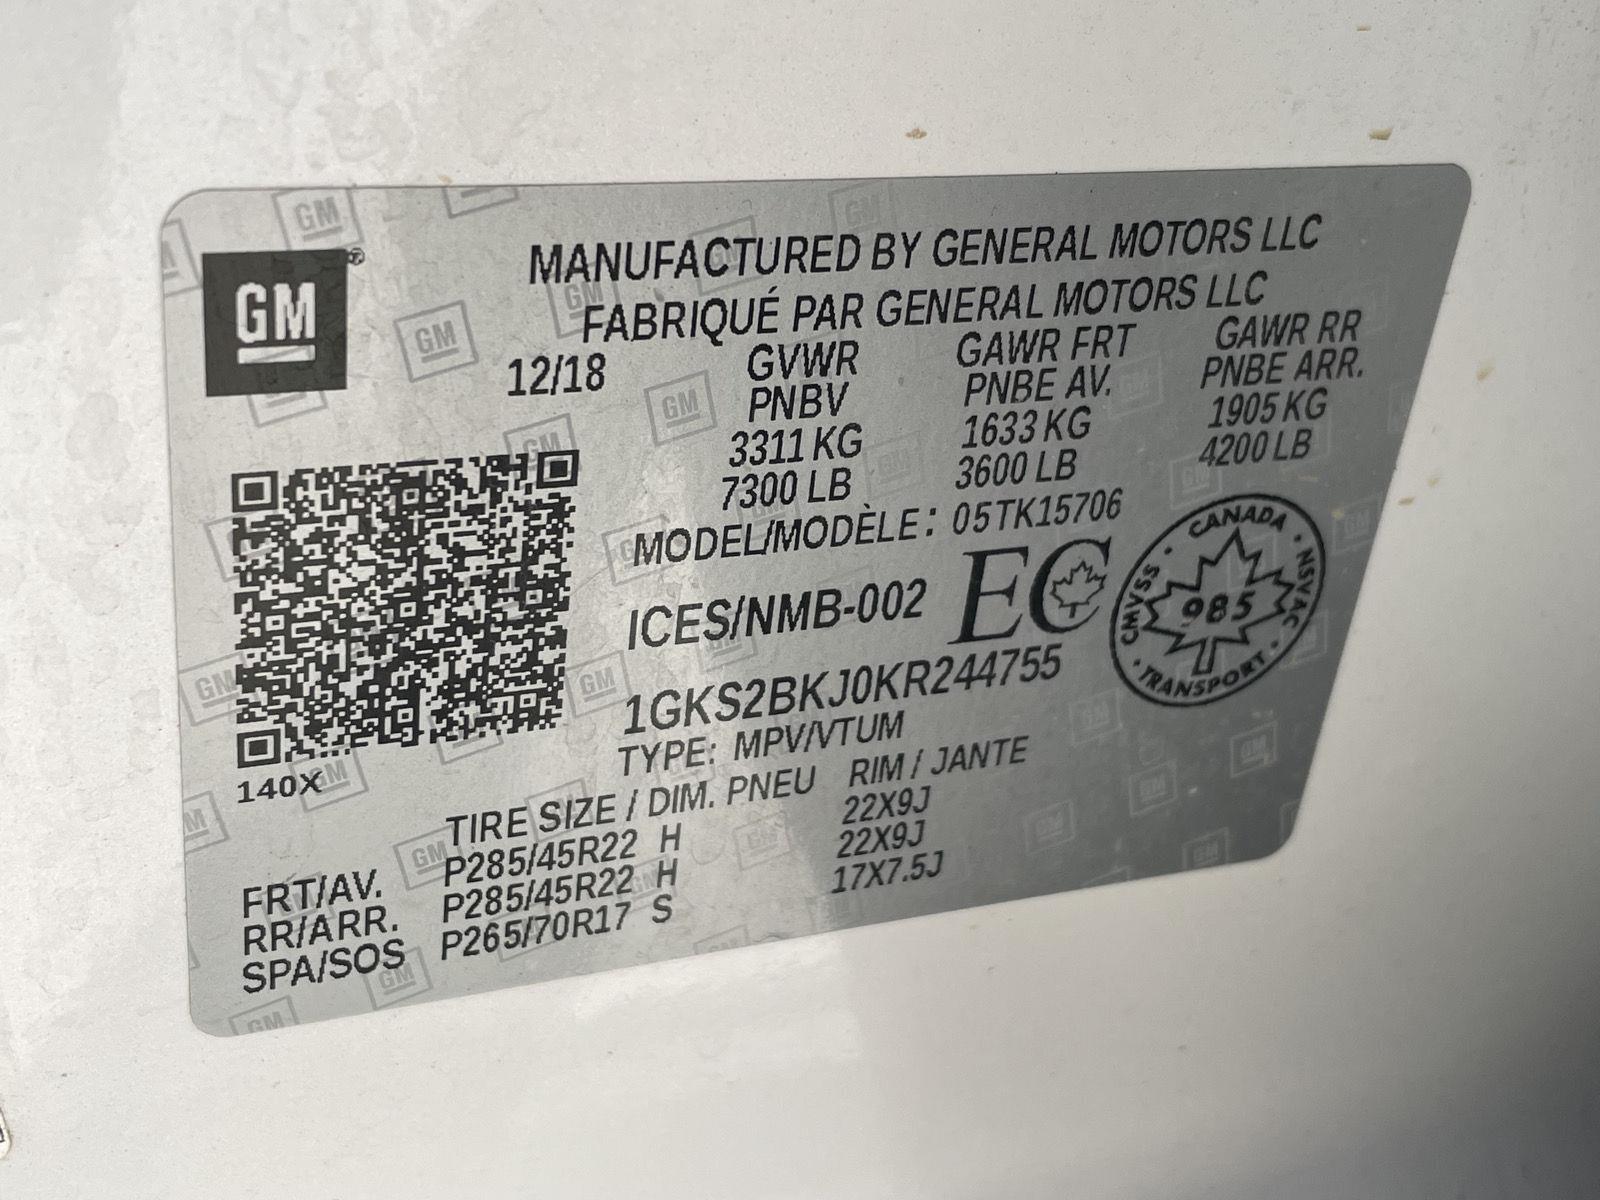 GM®
MANUFACTURED BY GENERAL MOTORS LLC
FABRIQUÉ PAR GENERAL MOTORS LLC
12/18 GVWR GAWR FRT GAWR RR
PNBV PNBE AV. PNBE ARR.
3311 KG 1633 KG 1905 KG
7300 LB 3600 LB 4200 LB
MODEL/MODÈLE: 05TK15706
ICES/NMB-002 EC
CANADA · NSVAC · TRANSPORT · CMVSS ·
985
1GKS2BKJ0KR244755
TYPE: MPV/VTUM
140X
TIRE SIZE / DIM. PNEU RIM / JANTE
FRT/AV. P285/45R22 H 22X9J
RR/ARR. P285/45R22 H 22X9J
SPA/SOS P265/70R17 S 17X7.5J